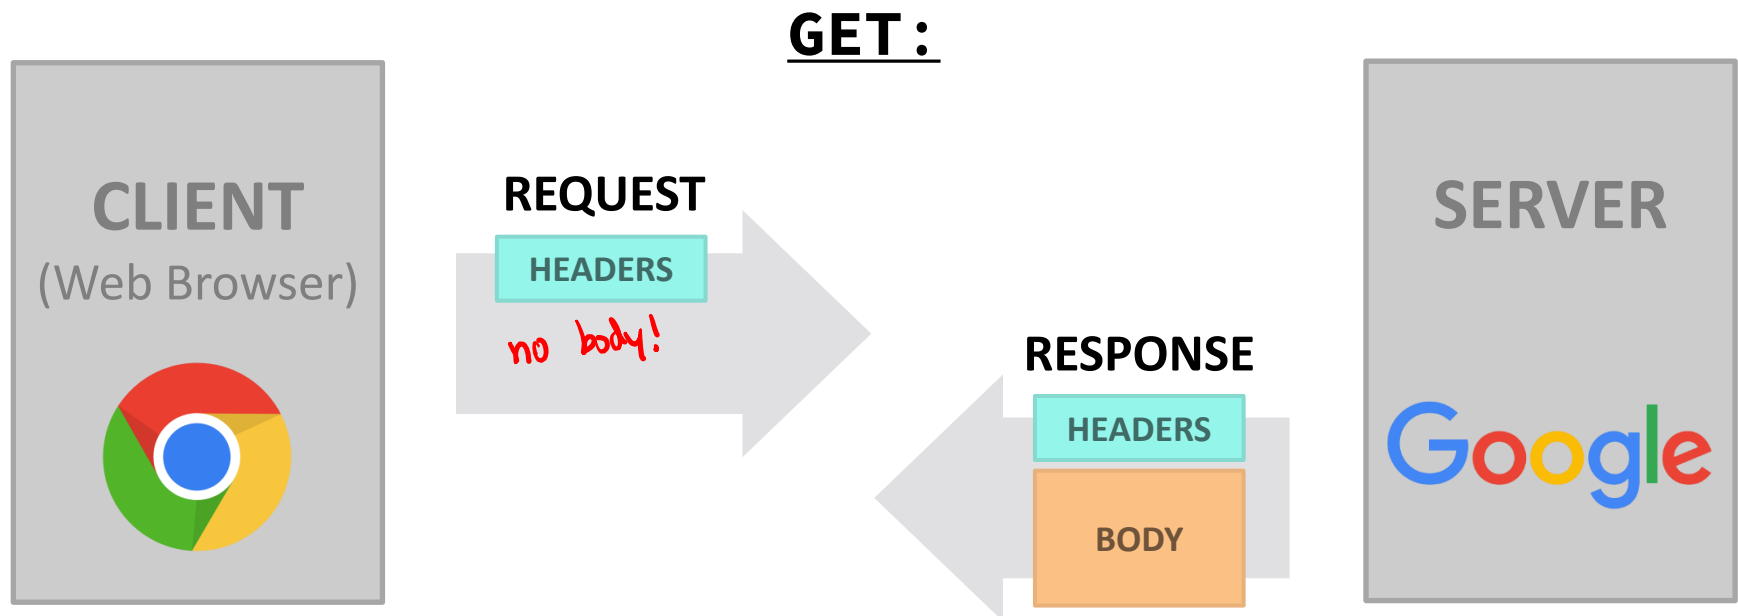 GET:
CLIENT
(Web Browser)
REQUEST
HEADERS
no body!
RESPONSE
HEADERS
BODY
SERVER
Google